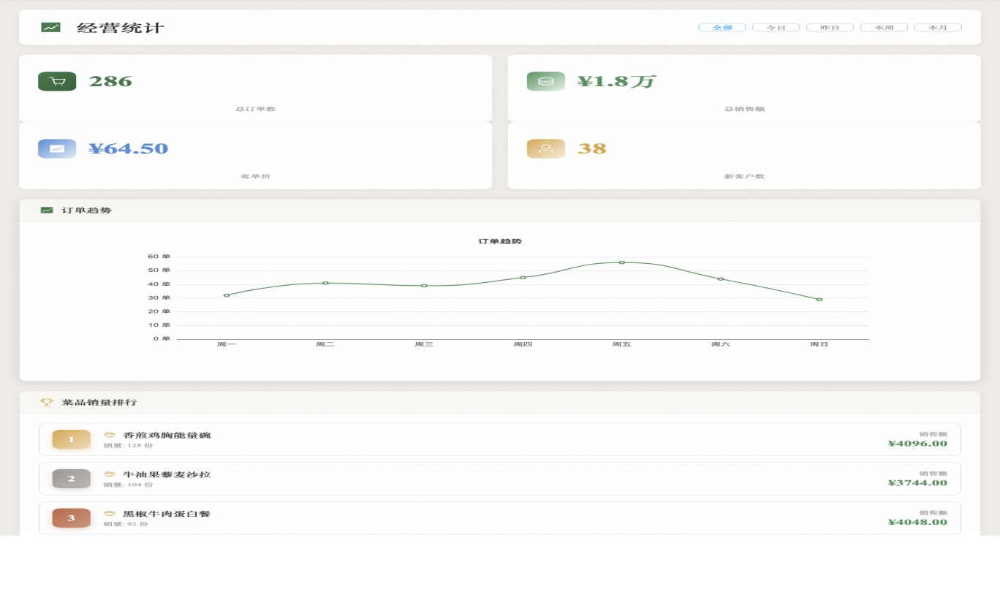 经营统计
全部 今日 昨日 本周 本月
286
总订单数
¥1.8万
总销售额
¥64.50
客单价
38
新客户数
订单趋势
订单趋势
60 单
50 单
40 单
30 单
20 单
10 单
0 单
周一 周二 周三 周四 周五 周六 周日
菜品销量排行
1
香煎鸡胸能量碗
销量: 128 份
销售额
¥4096.00
2
牛油果藜麦沙拉
销量: 104 份
销售额
¥3744.00
3
黑椒牛肉蛋白餐
销量: 92 份
销售额
¥4048.00